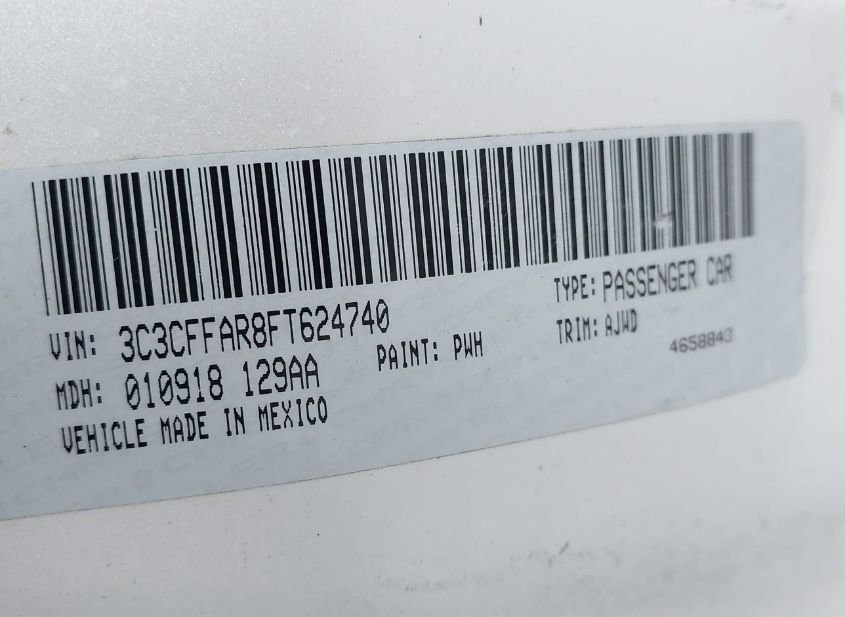 VIN: 3C3CFFAR8FT624740
TYPE: PASSENGER CAR
MDH: 010918 129AA
PAINT: PWH
TRIM: AJWD
4658843
VEHICLE MADE IN MEXICO